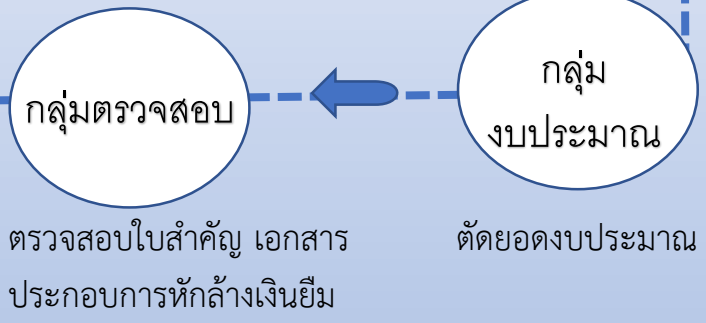 กลุ่มตรวจสอบ
กลุ่ม
งบประมาณ
ตรวจสอบใบสำคัญ เอกสาร
ประกอบการหักล้างเงินยืม
ตัดยอดงบประมาณ